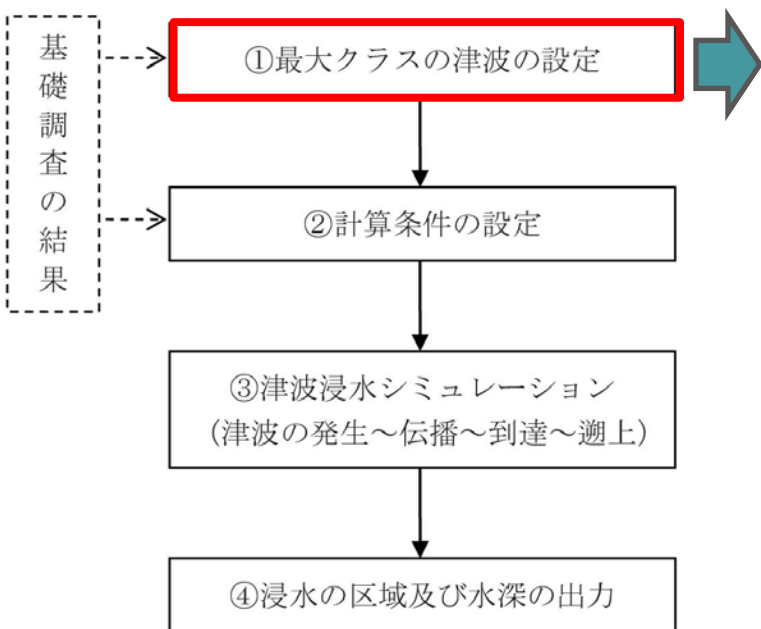 基礎調査の結果
①最大クラスの津波の設定
②計算条件の設定
③津波浸水シミュレーション
（津波の発生～伝播～到達～遡上）
④浸水の区域及び水深の出力